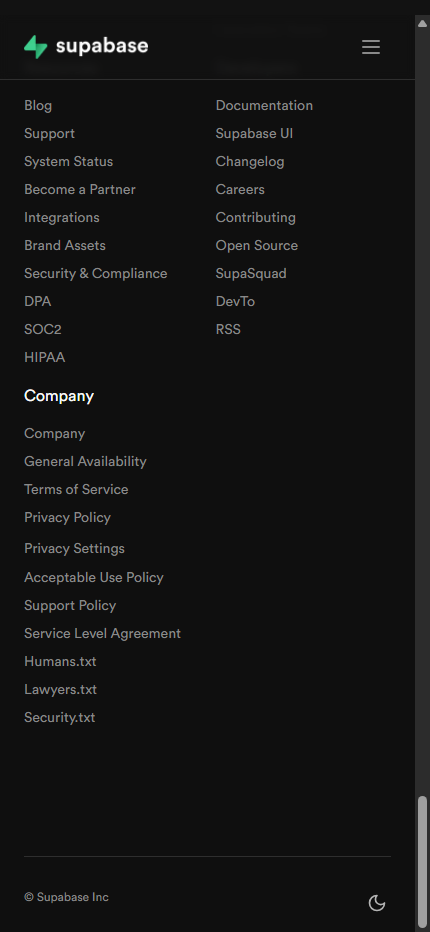 supabase
Blog
Support
System Status
Become a Partner
Integrations
Brand Assets
Security & Compliance
DPA
SOC2
HIPAA
Documentation
Supabase UI
Changelog
Careers
Contributing
Open Source
SupaSquad
DevTo
RSS
Company
Company
General Availability
Terms of Service
Privacy Policy
Privacy Settings
Acceptable Use Policy
Support Policy
Service Level Agreement
Humans.txt
Lawyers.txt
Security.txt
© Supabase Inc